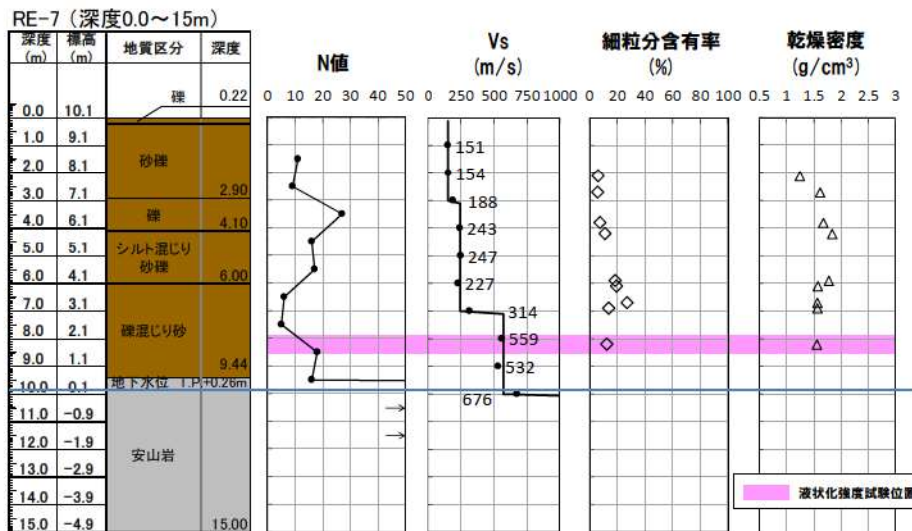 RE-7 (深度0.0～15m)
深度 (m) 標高 (m) 地質区分 深度
N値
Vs (m/s)
細粒分含有率 (%)
乾燥密度 (g/cm³)
0 10 20 30 40 50
0 250 500 750 1000
0 20 40 60 80 100
0.5 1 1.5 2 2.5 3
礫 0.22
0.0 10.1
1.0 9.1
151
2.0 8.1 砂礫
154
3.0 7.1 2.90
188
4.0 6.1 礫 4.10
243
5.0 5.1 シルト混じり砂礫
247
6.0 4.1 6.00
227
7.0 3.1
314
8.0 2.1 礫混じり砂
559
9.0 1.1 9.44
532
地下水位 T.P.+0.26m
10.0 0.1
676
11.0 -0.9
12.0 -1.9
安山岩
13.0 -2.9
14.0 -3.9
液状化強度試験位置
15.0 -4.9 15.00